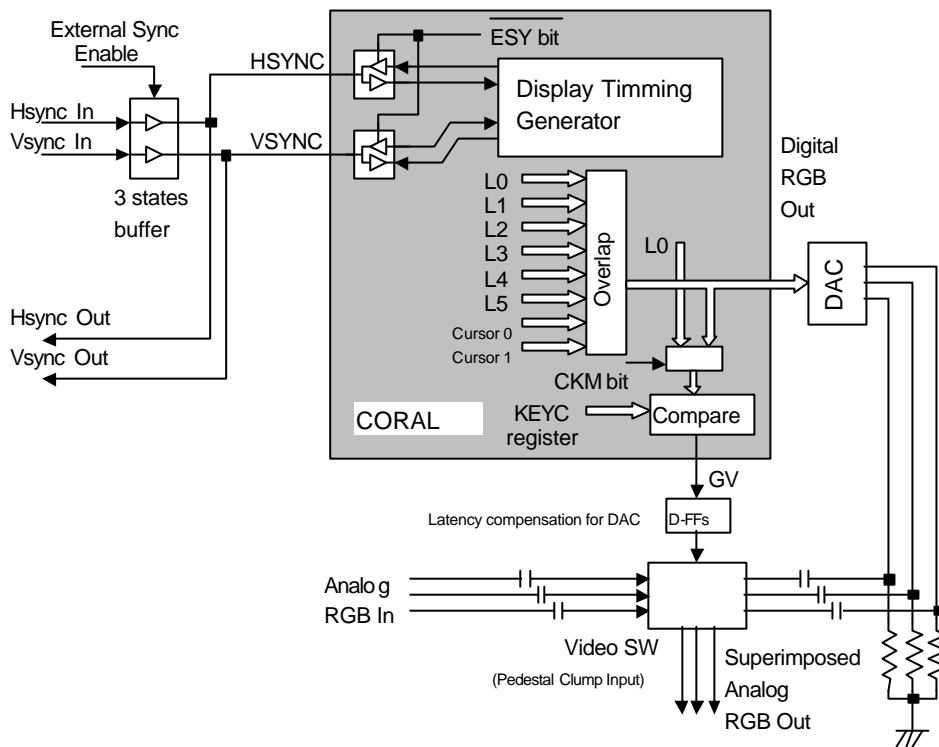 External Sync
Enable
HSYNC
ESY bit
Hsync In
Vsync In
VSYNC
3 states
buffer
Display Timming
Generator
Digital
RGB
Out
L0
L1
L2
L3
L4
L5
Cursor 0
Cursor 1
Overlap
L0
DAC
Hsync Out
Vsync Out
CKM bit
KEYC
register
Compare
CORAL
GV
Latency compensation for DAC
D-FFs
Analog
RGB In
Video SW
(Pedestal Clump Input)
Superimposed
Analog
RGB Out